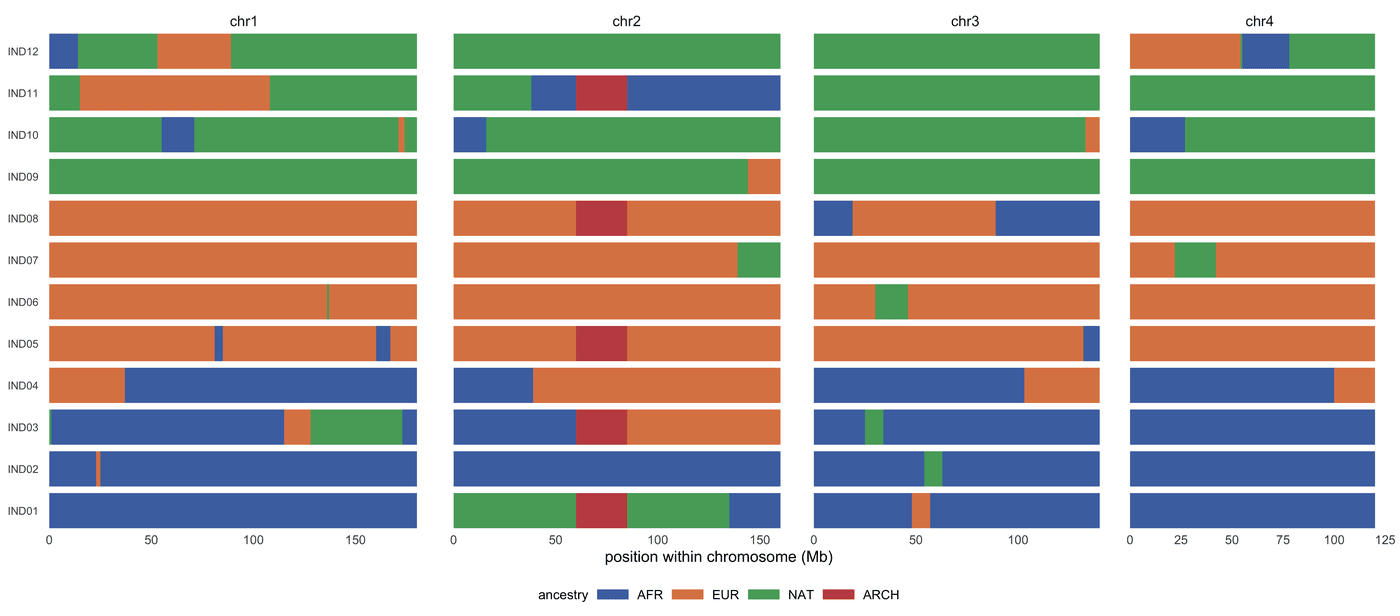 chr1 chr2 chr3 chr4
IND12
IND11
IND10
IND09
IND08
IND07
IND06
IND05
IND04
IND03
IND02
IND01
0 50 100 150 0 50 100 150 0 50 100 0 25 50 75 100 125
position within chromosome (Mb)
ancestry AFR EUR NAT ARCH